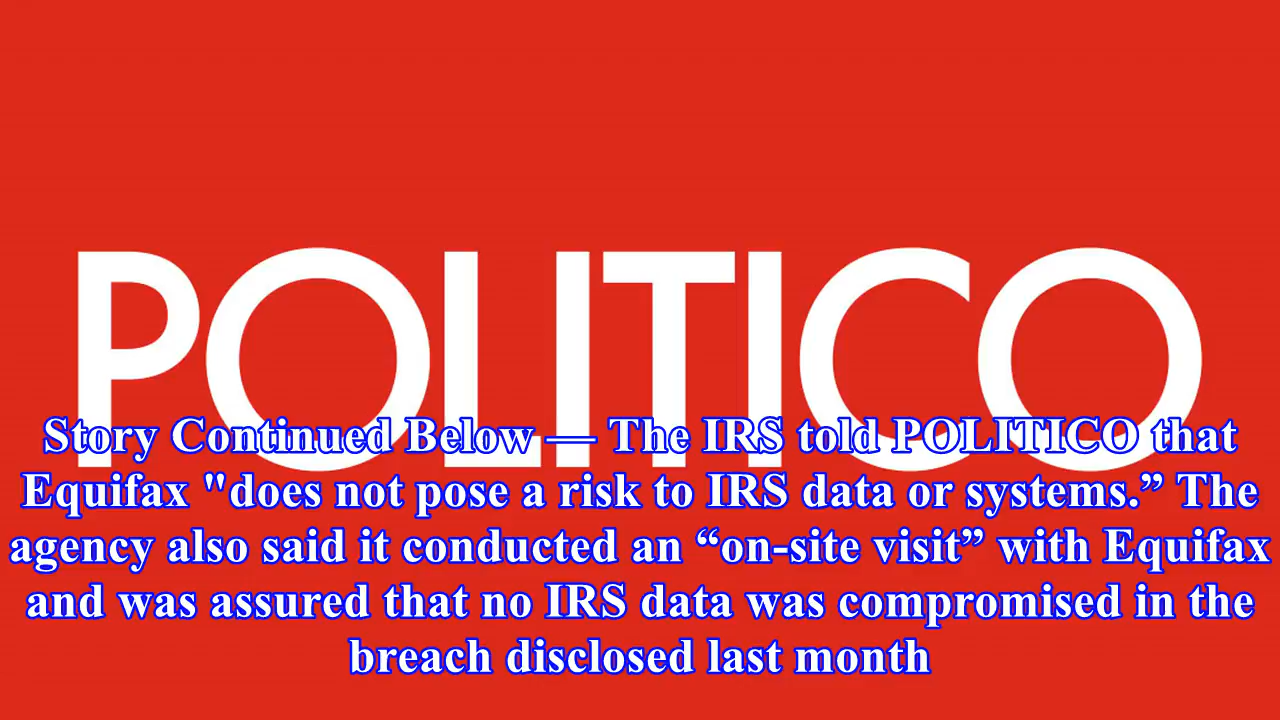 POLITICO
Story Continued Below — The IRS told POLITICO that
Equifax "does not pose a risk to IRS data or systems.” The
agency also said it conducted an “on-site visit” with Equifax
and was assured that no IRS data was compromised in the
breach disclosed last month